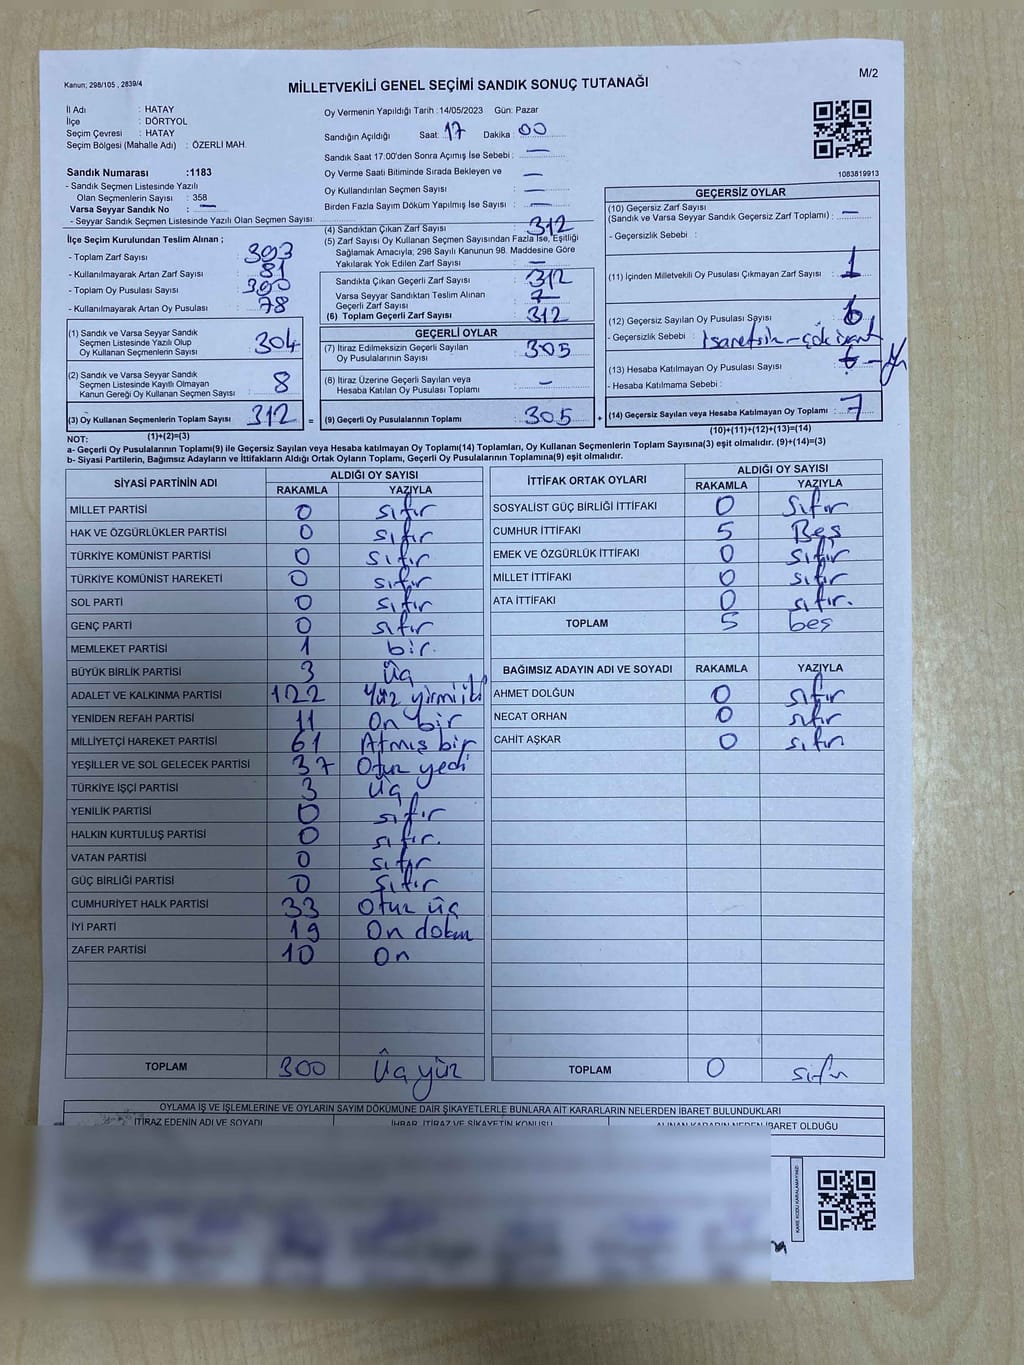 Kanun; 298/105 , 2839/4
M/2
MİLLETVEKİLİ GENEL SEÇİMİ SANDIK SONUÇ TUTANAĞI
İl Adı : HATAY
İlçe : DÖRTYOL
Seçim Çevresi : HATAY
Seçim Bölgesi (Mahalle Adı) : ÖZERLİ MAH.
Sandık Numarası :1183
- Sandık Seçmen Listesinde Yazılı
Olan Seçmenlerin Sayısı : 358
Varsa Seyyar Sandık No : —
- Seyyar Sandık Seçmen Listesinde Yazılı Olan Seçmen Sayısı:
Oy Vermenin Yapıldığı Tarih : 14/05/2023 Gün: Pazar
Sandığın Açıldığı Saat: 17 Dakika : 00
Sandık Saat 17:00'den Sonra Açımış İse Sebebi : —
Oy Verme Saati Bitiminde Sırada Bekleyen ve
Oy Kullandırılan Seçmen Sayısı : —
Birden Fazla Sayım Döküm Yapılmış İse Sayısı : —
1083819913
İlçe Seçim Kurulundan Teslim Alınan ;
- Toplam Zarf Sayısı : 393
- Kullanılmayarak Artan Zarf Sayısı : 81
- Toplam Oy Pusulası Sayısı : 390
- Kullanılmayarak Artan Oy Pusulası : 78
(1) Sandık ve Varsa Seyyar Sandık
Seçmen Listesinde Yazılı Olup
Oy Kullanan Seçmenlerin Sayısı : 304
(2) Sandık ve Varsa Seyyar Sandık
Seçmen Listesinde Kayıtlı Olmayan
Kanun Gereği Oy Kullanan Seçmen Sayısı : 8
(3) Oy Kullanan Seçmenlerin Toplam Sayısı : 312 =
(1)+(2)=(3)
(4) Sandıktan Çıkan Zarf Sayısı : 312
(5) Zarf Sayısı Oy Kullanan Seçmen Sayısından Fazla İse, Eşitliği
Sağlamak Amacıyla; 298 Sayılı Kanunun 98. Maddesine Göre
Yakılarak Yok Edilen Zarf Sayısı : —
Sandıkta Çıkan Geçerli Zarf Sayısı : 312
Varsa Seyyar Sandıktan Teslim Alınan
Geçerli Zarf Sayısı :
(6) Toplam Geçerli Zarf Sayısı : 312
GEÇERLİ OYLAR
(7) İtiraz Edilmeksizin Geçerli Sayılan
Oy Pusulalarının Sayısı : 305
(8) İtiraz Üzerine Geçerli Sayılan veya
Hesaba Katılan Oy Pusulası Toplamı : —
(9) Geçerli Oy Pusulalarının Toplamı : 305 +
GEÇERSİZ OYLAR
(10) Geçersiz Zarf Sayısı
(Sandık ve Varsa Seyyar Sandık Geçersiz Zarf Toplamı) : —
- Geçersizlik Sebebi :
(11) İçinden Milletvekili Oy Pusulası Çıkmayan Zarf Sayısı : 1
(12) Geçersiz Sayılan Oy Pusulası Sayısı : 6
- Geçersizlik Sebebi :
(13) Hesaba Katılmayan Oy Pusulası Sayısı :
- Hesaba Katılmama Sebebi :
(14) Geçersiz Sayılan veya Hesaba Katılmayan Oy Toplamı : 7
(10)+(11)+(12)+(13)=(14)
NOT:
a- Geçerli Oy Pusulalarının Toplamı(9) ile Geçersiz Sayılan veya Hesaba katılmayan Oy Toplamı(14) Toplamları, Oy Kullanan Seçmenlerin Toplam Sayısına(3) eşit olmalıdır. (9)+(14)=(3)
b- Siyasi Partilerin, Bağımsız Adayların ve İttifakların Aldığı Ortak Oyların Toplamı, Geçerli Oy Pusulalarının Toplamına(9) eşit olmalıdır.
SİYASİ PARTİNİN ADI ALDIĞI OY SAYISI
RAKAMLA YAZIYLA
MİLLET PARTİSİ 0 sıfır
HAK VE ÖZGÜRLÜKLER PARTİSİ 0 sıfır
TÜRKİYE KOMÜNİST PARTİSİ 0 sıfır
TÜRKİYE KOMÜNİST HAREKETİ 0 sıfır
SOL PARTİ 0 sıfır
GENÇ PARTİ 0 sıfır
MEMLEKET PARTİSİ 1 bir.
BÜYÜK BİRLİK PARTİSİ 3 Üç
ADALET VE KALKINMA PARTİSİ 122 Yüz yirmi iki
YENİDEN REFAH PARTİSİ 11 On bir
MİLLİYETÇİ HAREKET PARTİSİ 61 Atmış bir
YEŞİLLER VE SOL GELECEK PARTİSİ 37 Otuz yedi
TÜRKİYE İŞÇİ PARTİSİ 3 Üç
YENİLİK PARTİSİ 0 sıfır
HALKIN KURTULUŞ PARTİSİ 0 sıfır.
VATAN PARTİSİ 0 sıfır
GÜÇ BİRLİĞİ PARTİSİ 0 sıfır
CUMHURİYET HALK PARTİSİ 33 Otuz üç
İYİ PARTİ 19 On dokuz
ZAFER PARTİSİ 10 On
TOPLAM 300 Üç yüz
İTTİFAK ORTAK OYLARI ALDIĞI OY SAYISI
RAKAMLA YAZIYLA
SOSYALİST GÜÇ BİRLİĞİ İTTİFAKI 0 sıfır
CUMHUR İTTİFAKI 5 Beş
EMEK VE ÖZGÜRLÜK İTTİFAKI 0 sıfır
MİLLET İTTİFAKI 0 sıfır
ATA İTTİFAKI 0 sıfır.
TOPLAM 5 beş
BAĞIMSIZ ADAYIN ADI VE SOYADI RAKAMLA YAZIYLA
AHMET DOLĞUN 0 sıfır
NECAT ORHAN 0 sıfır
CAHİT AŞKAR 0 sıfır
TOPLAM 0 sıfır
OYLAMA İŞ VE İŞLEMLERİNE VE OYLARIN SAYIM DÖKÜMÜNE DAİR ŞİKAYETLERLE BUNLARA AİT KARARLARIN NELERDEN İBARET BULUNDUKLARI
İTİRAZ EDENİN ADI VE SOYADI İHBAR, İTİRAZ VE ŞİKAYETİN KONUSU ALINAN KARARIN NEDEN İBARET OLDUĞU
KARE KODU KARALAMAYINIZ!